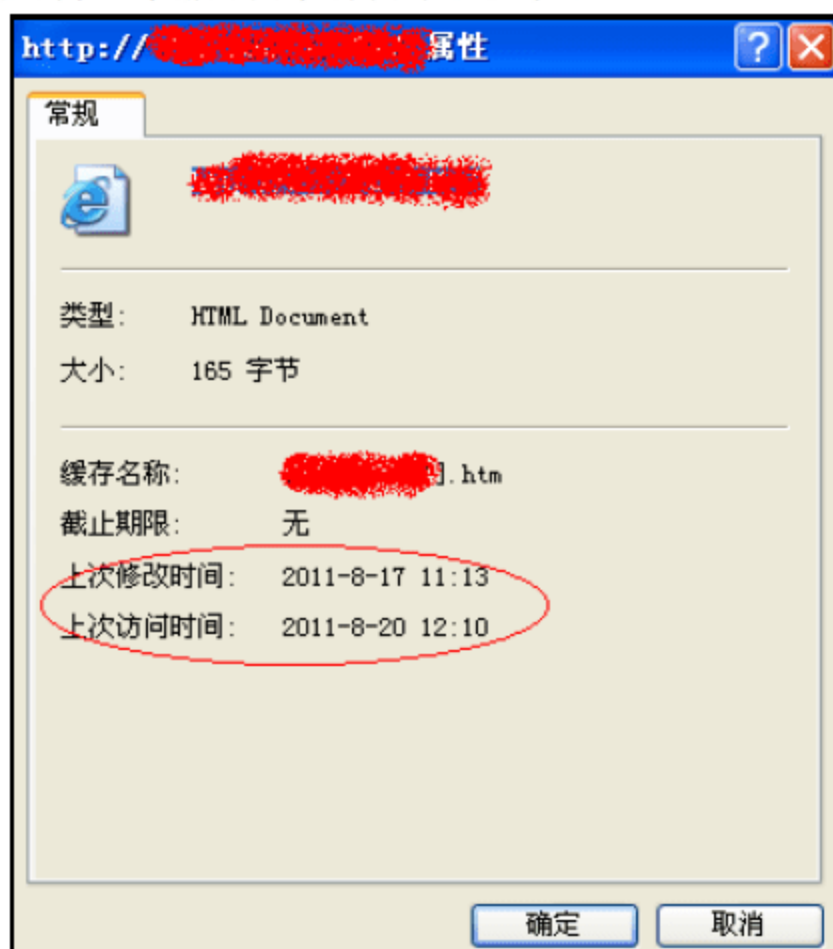 http:// 属性
常规
类型: HTML Document
大小: 165 字节
缓存名称: .htm
截止期限: 无
上次修改时间: 2011-8-17 11:13
上次访问时间: 2011-8-20 12:10
确定 取消